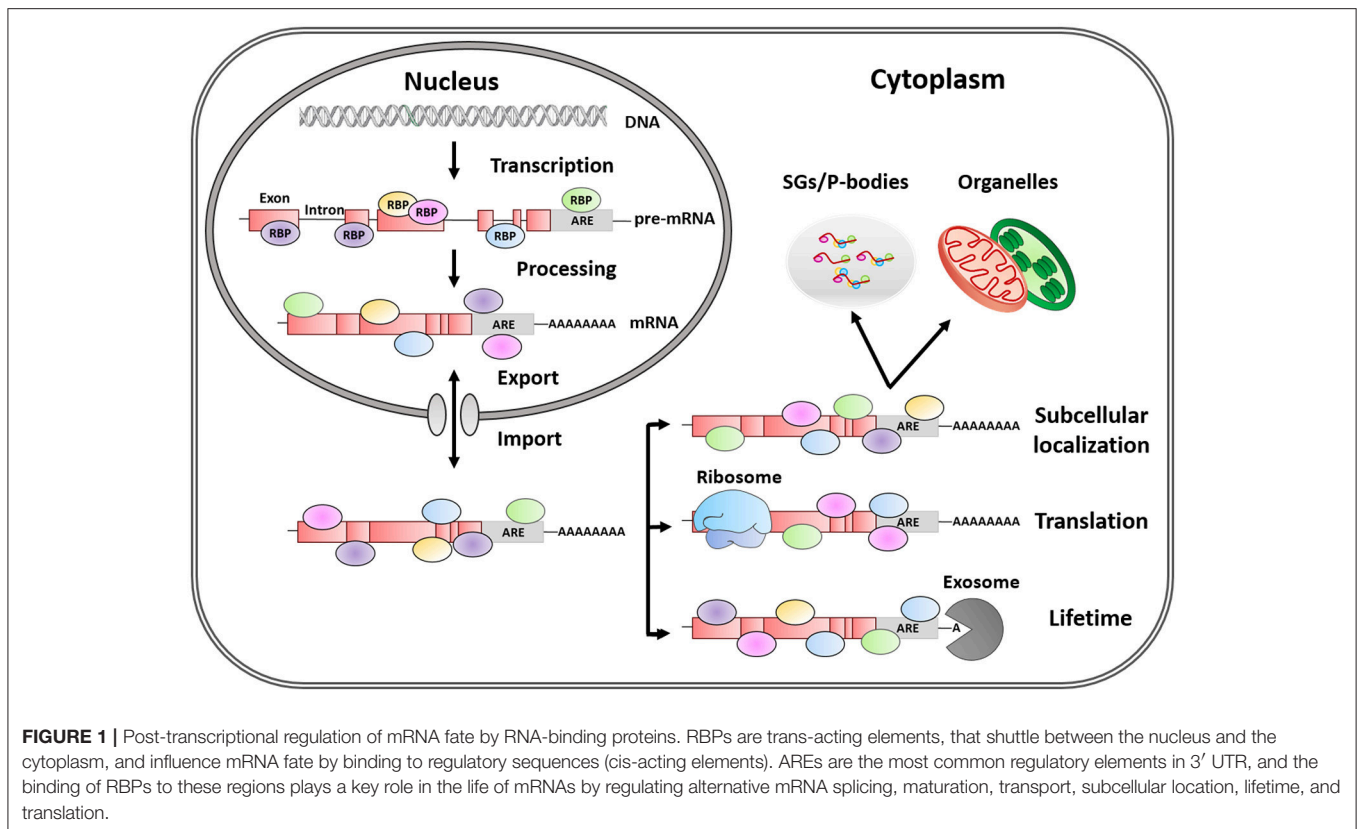 Nucleus
Cytoplasm
DNA
Transcription
SGs/P-bodies
Organelles
Exon
Intron
RBP
RBP
RBP
RBP
RBP
RBP
ARE
pre-mRNA
Processing
ARE
AAAAAAAA
mRNA
Export
Import
ARE
AAAAAAAA
ARE
AAAAAAAA
Subcellular
localization
Ribosome
ARE
AAAAAAAA
Translation
Exosome
ARE
A
Lifetime
FIGURE 1 | Post-transcriptional regulation of mRNA fate by RNA-binding proteins. RBPs are trans-acting elements, that shuttle between the nucleus and the
cytoplasm, and influence mRNA fate by binding to regulatory sequences (cis-acting elements). AREs are the most common regulatory elements in 3′ UTR, and the
binding of RBPs to these regions plays a key role in the life of mRNAs by regulating alternative mRNA splicing, maturation, transport, subcellular location, lifetime, and
translation.